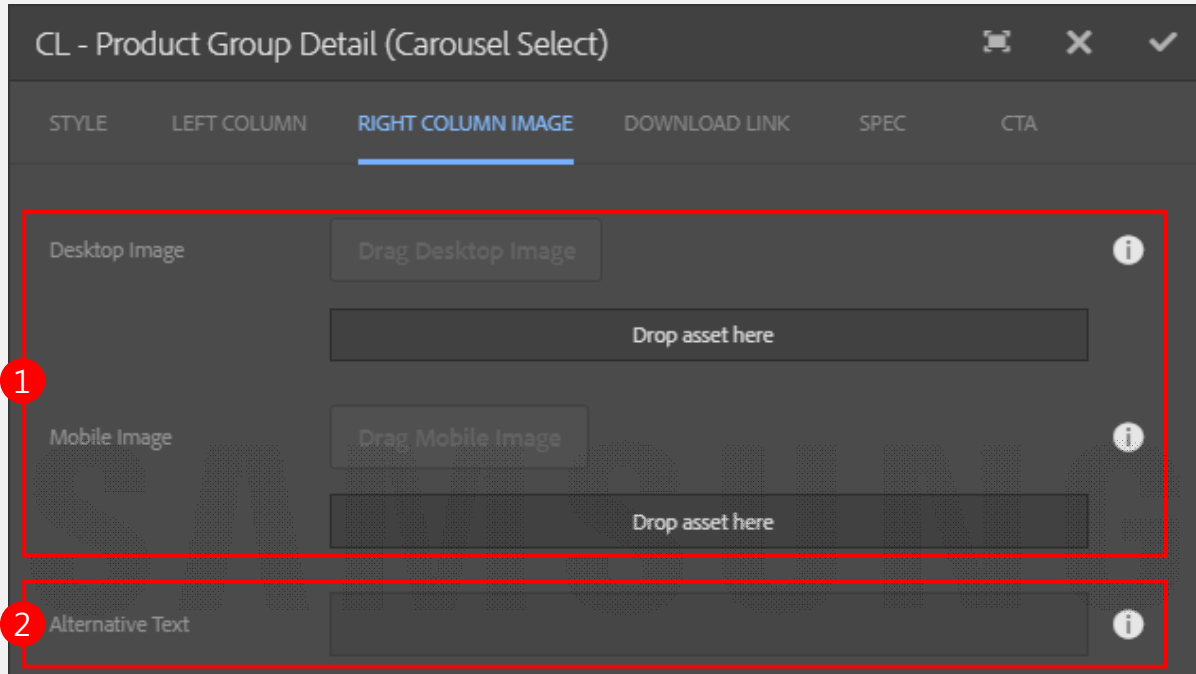 CL - Product Group Detail (Carousel Select)
STYLE LEFT COLUMN RIGHT COLUMN IMAGE DOWNLOAD LINK SPEC CTA
Desktop Image Drag Desktop Image
Drop asset here
1
Mobile Image Drag Mobile Image
SAMSUNG
Drop asset here
2 Alternative Text